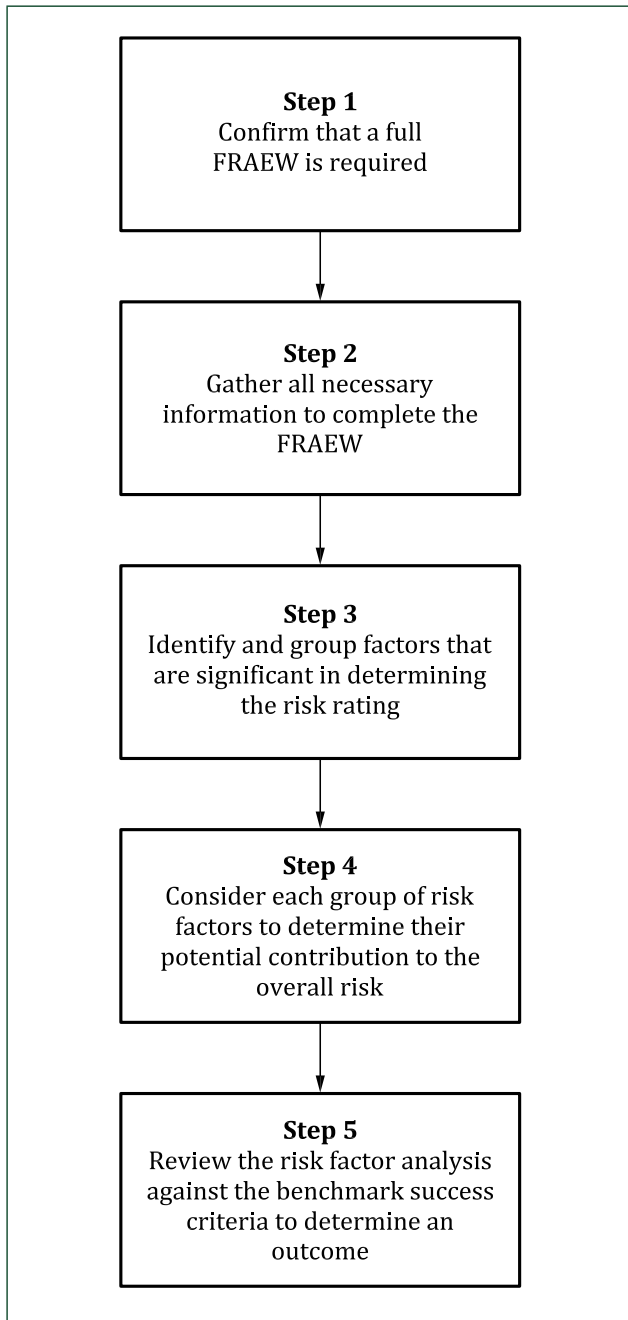 Step 1
Confirm that a full
FRAEW is required
Step 2
Gather all necessary
information to complete the
FRAEW
Step 3
Identify and group factors that
are significant in determining
the risk rating
Step 4
Consider each group of risk
factors to determine their
potential contribution to the
overall risk
Step 5
Review the risk factor analysis
against the benchmark success
criteria to determine an
outcome